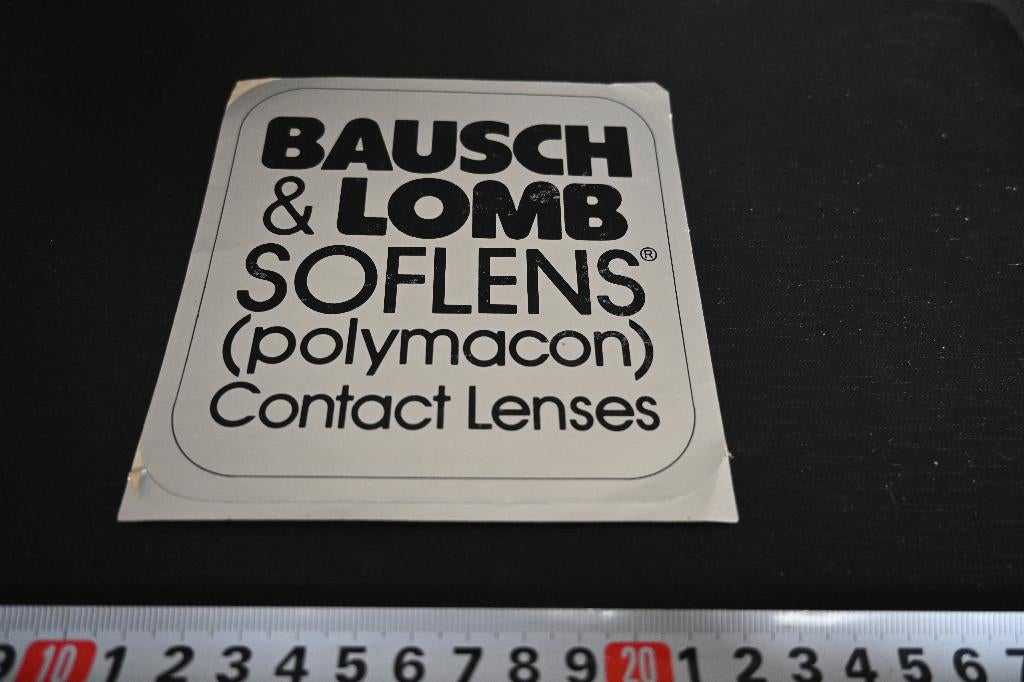 BAUSCH
& LOMB
SOFLENS®
(polymacon)
Contact Lenses
9 10 1 2 3 4 5 6 7 8 9 20 1 2 3 4 5 6 7